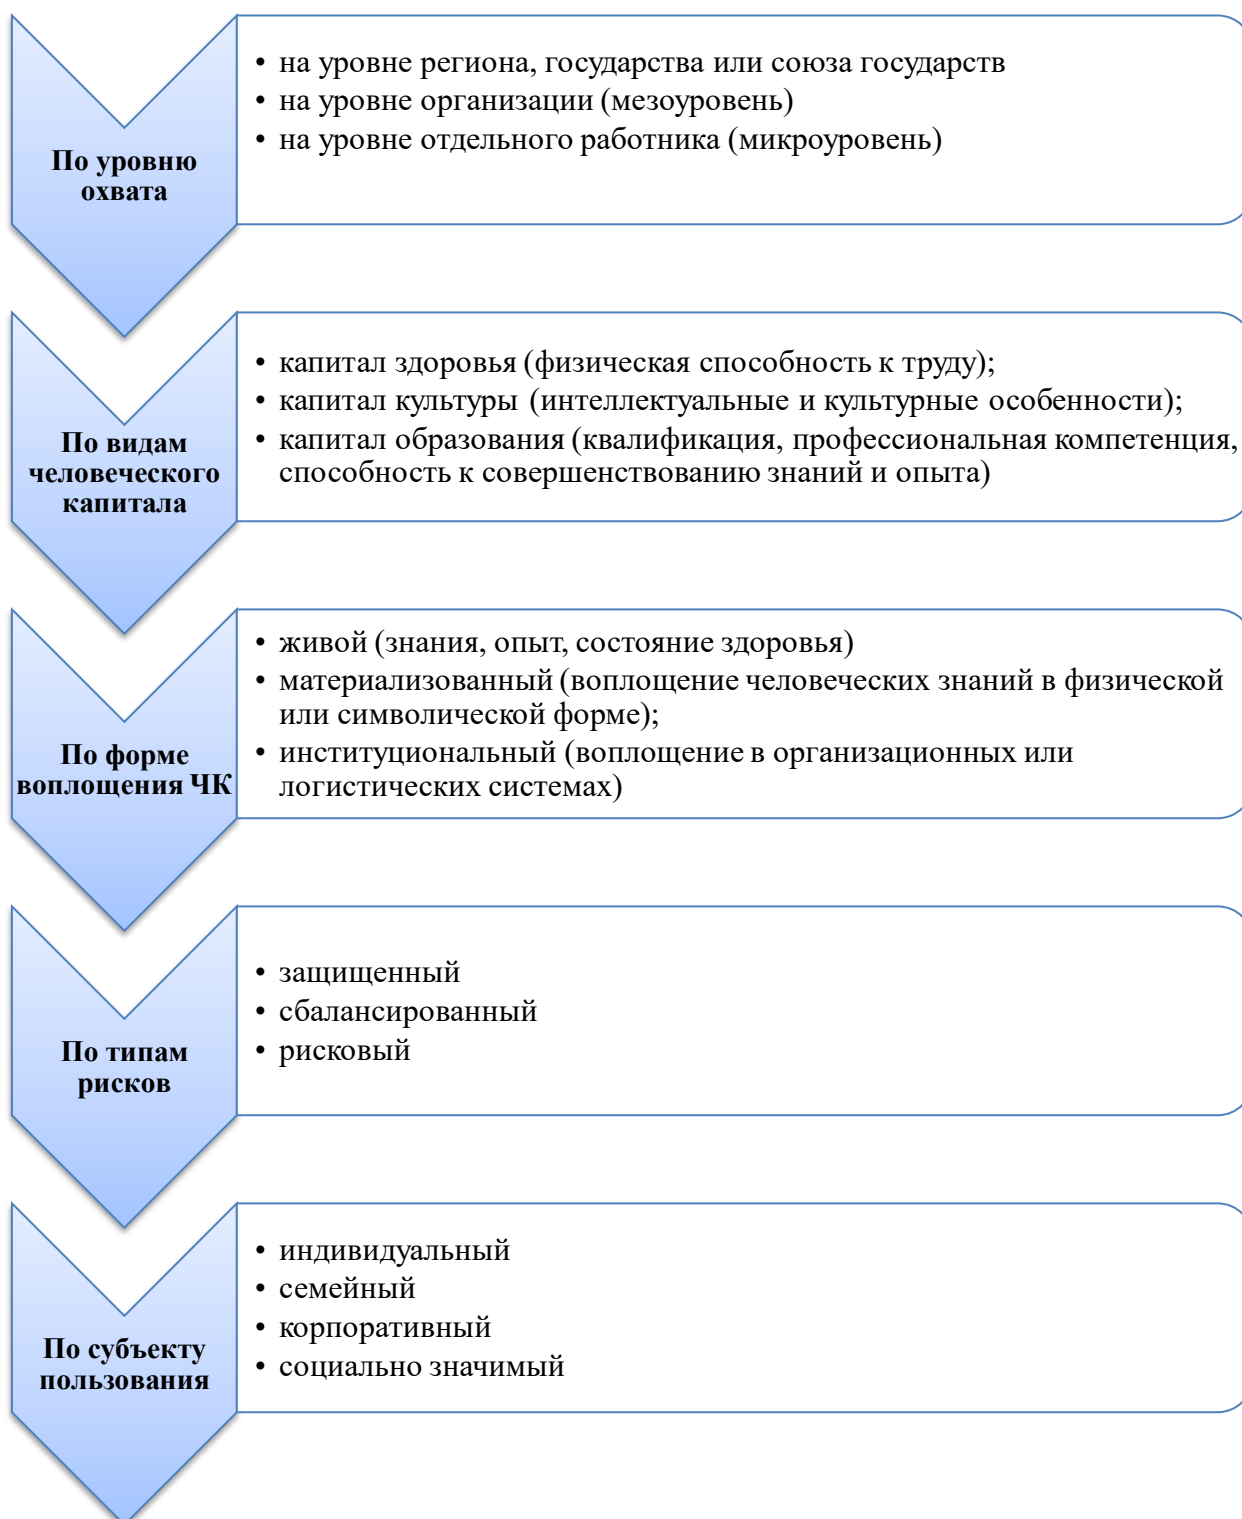 По уровню
охвата
• на уровне региона, государства или союза государств
• на уровне организации (мезоуровень)
• на уровне отдельного работника (микроуровень)
По видам
человеческого
капитала
• капитал здоровья (физическая способность к труду);
• капитал культуры (интеллектуальные и культурные особенности);
• капитал образования (квалификация, профессиональная компетенция,
способность к совершенствованию знаний и опыта)
По форме
воплощения ЧК
• живой (знания, опыт, состояние здоровья)
• материализованный (воплощение человеческих знаний в физической
или символической форме);
• институциональный (воплощение в организационных или
логистических системах)
По типам
рисков
• защищенный
• сбалансированный
• рисковый
По субъекту
пользования
• индивидуальный
• семейный
• корпоративный
• социально значимый